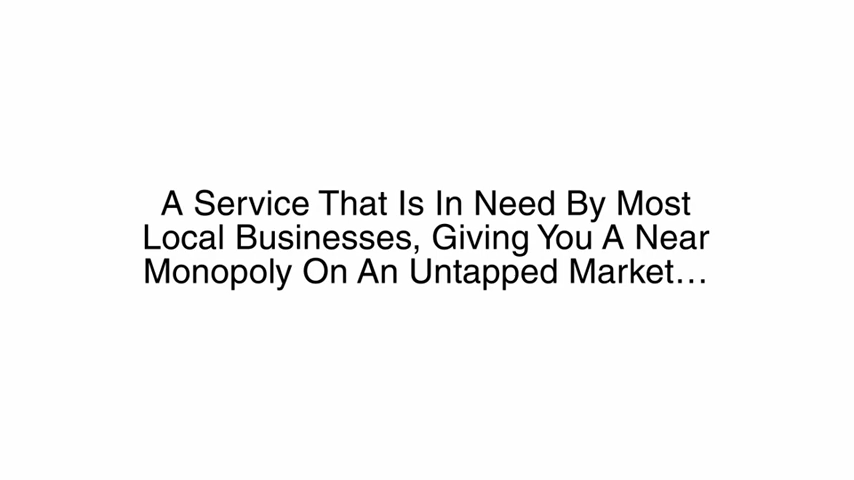 A Service That Is In Need By Most
Local Businesses, Giving You A Near
Monopoly On An Untapped Market…